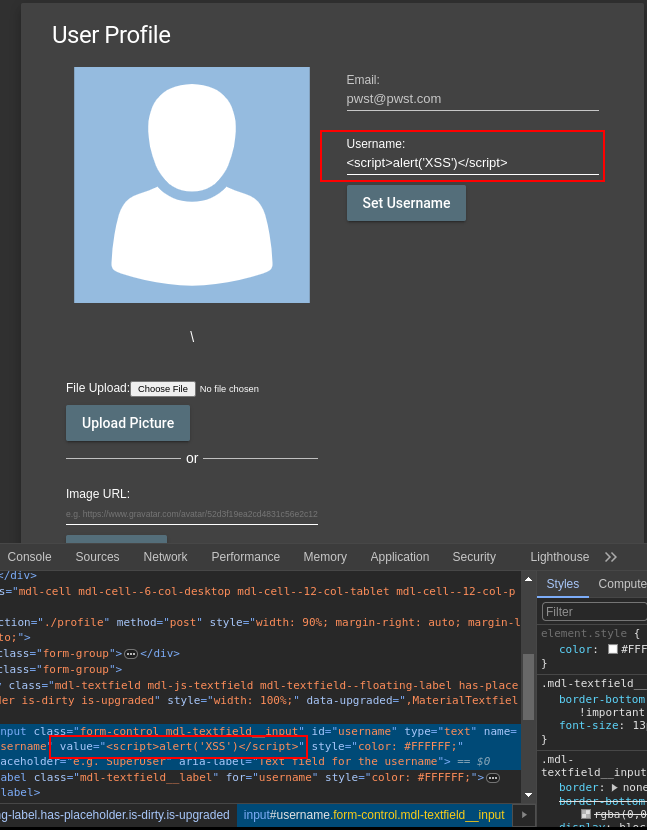 User Profile
Email:
pwst@pwst.com
Username:
<script>alert('XSS')</script>
Set Username
\
File Upload: Choose File No file chosen
Upload Picture
or
Image URL:
e.g. https://www.gravatar.com/avatar/52d3f19ea2cd4831c56e2c12
Console Sources Network Performance Memory Application Security Lighthouse
</div>
s="mdl-cell mdl-cell--6-col-desktop mdl-cell--12-col-tablet mdl-cell--12-col-p
ction="./profile" method="post" style="width: 90%; margin-right: auto; margin-l
to;">
class="form-group">
</div>
class="form-group">
class="mdl-textfield mdl-js-textfield mdl-textfield--floating-label has-place
der is-dirty is-upgraded" style="width: 100%;" data-upgraded=",MaterialTextfiel
nput class="form-control mdl-textfield__input" id="username" type="text" name=
sername" value="<script>alert('XSS')</script>" style="color: #FFFFFF;"
aceholder="e.g. SuperUser" aria-label="Text field for the username"> == $0
abel class="mdl-textfield__label" for="username" style="color: #FFFFFF;">
label>
ng-label.has-placeholder.is-dirty.is-upgraded input#username.form-control.mdl-textfield__input
Styles Compute
Filter
element.style {
color: #FFF
}
.mdl-textfield__
border-bottom
!important
font-size: 13
}
.mdl-
textfield__input
border: none
border-bottom
rgba(0,0